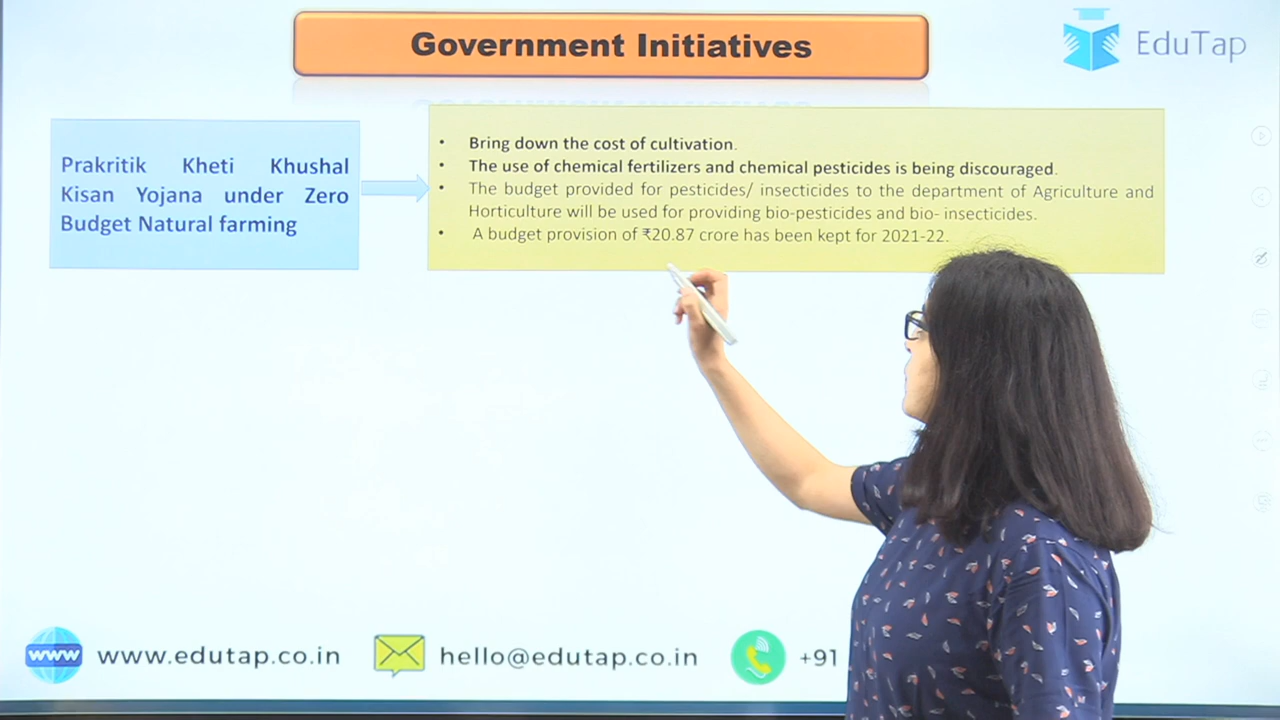 Government Initiatives
EduTap
Prakritik Kheti Khushal
Kisan Yojana under Zero
Budget Natural farming
• Bring down the cost of cultivation.
• The use of chemical fertilizers and chemical pesticides is being discouraged.
• The budget provided for pesticides/ insecticides to the department of Agriculture and
Horticulture will be used for providing bio-pesticides and bio- insecticides.
• A budget provision of ₹20.87 crore has been kept for 2021-22.
www www.edutap.co.in hello@edutap.co.in +91